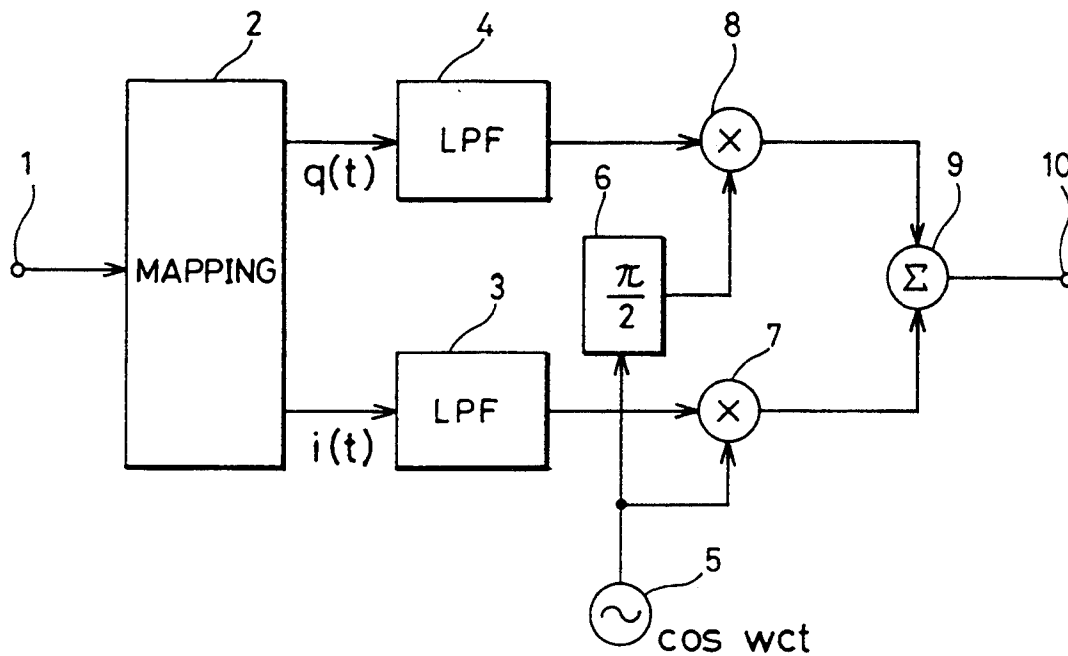 2
4
8
1
q(t)
LPF
×
6
9
10
MAPPING
π
2
Σ
3
7
i(t)
LPF
×
5
cos wct